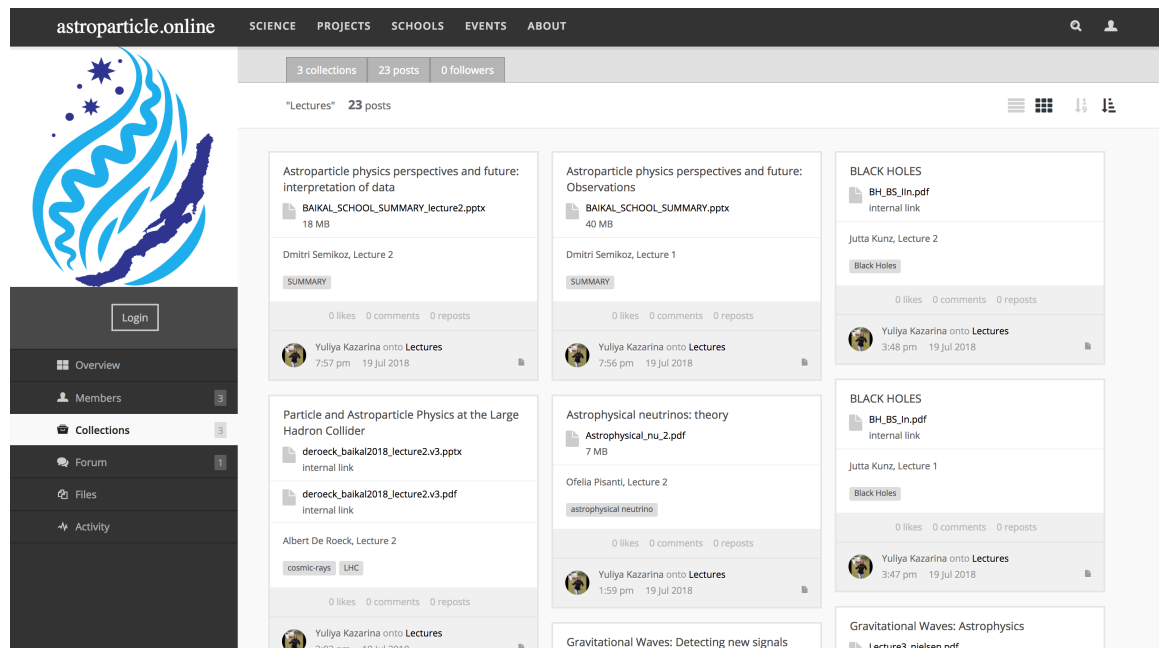 astroparticle.online
SCIENCE PROJECTS SCHOOLS EVENTS ABOUT
3 collections 23 posts 0 followers
"Lectures" 23 posts
Login
Overview
Members 3
Collections 3
Forum 1
Files
Activity
Astroparticle physics perspectives and future:
interpretation of data
BAIKAL_SCHOOL_SUMMARY_lecture2.pptx
18 MB
Dmitri Semikoz, Lecture 2
SUMMARY
0 likes 0 comments 0 reposts
Yuliya Kazarina onto Lectures
7:57 pm 19 Jul 2018
Particle and Astroparticle Physics at the Large
Hadron Collider
deroeck_baikal2018_lecture2.v3.pptx
internal link
deroeck_baikal2018_lecture2.v3.pdf
internal link
Albert De Roeck, Lecture 2
cosmic-rays LHC
0 likes 0 comments 0 reposts
Yuliya Kazarina onto Lectures
Astroparticle physics perspectives and future:
Observations
BAIKAL_SCHOOL_SUMMARY.pptx
40 MB
Dmitri Semikoz, Lecture 1
SUMMARY
0 likes 0 comments 0 reposts
Yuliya Kazarina onto Lectures
7:56 pm 19 Jul 2018
Astrophysical neutrinos: theory
Astrophysical_nu_2.pdf
7 MB
Ofelia Pisanti, Lecture 2
astrophysical neutrino
0 likes 0 comments 0 reposts
Yuliya Kazarina onto Lectures
1:59 pm 19 Jul 2018
Gravitational Waves: Detecting new signals
BLACK HOLES
BH_BS_IIn.pdf
internal link
Jutta Kunz, Lecture 2
Black Holes
0 likes 0 comments 0 reposts
Yuliya Kazarina onto Lectures
3:48 pm 19 Jul 2018
BLACK HOLES
BH_BS_In.pdf
internal link
Jutta Kunz, Lecture 1
Black Holes
0 likes 0 comments 0 reposts
Yuliya Kazarina onto Lectures
3:47 pm 19 Jul 2018
Gravitational Waves: Astrophysics
Lecture3_nielsen.pdf